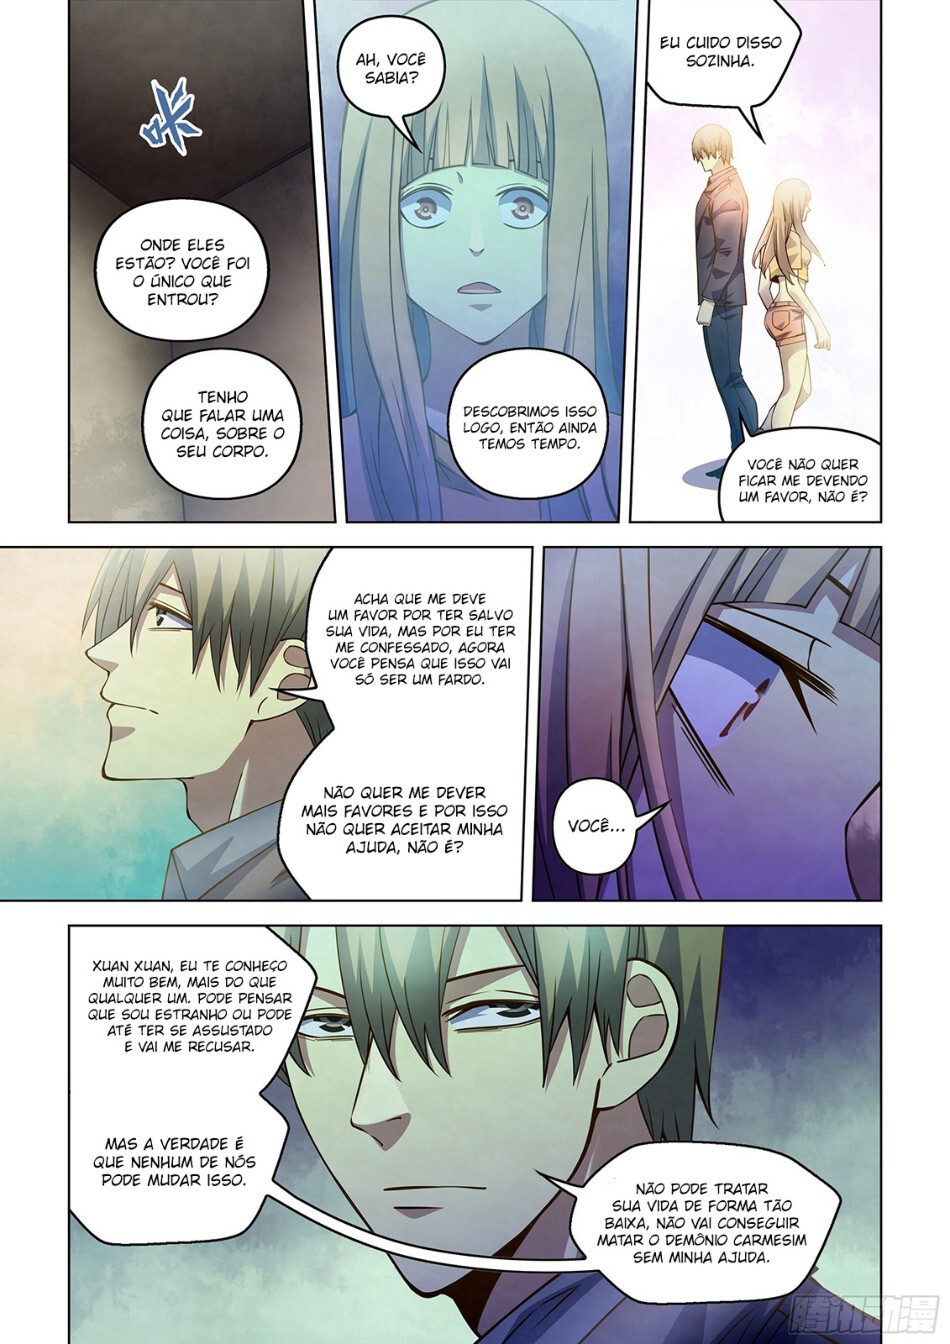 咔
ONDE ELES
ESTÃO? VOCÊ FOI
O ÚNICO QUE
ENTROU?
TENHO
QUE FALAR UMA
COISA, SOBRE O
SEU CORPO.
AH, VOCÊ
SABIA?
DESCOBRIMOS ISSO
LOGO, ENTÃO AINDA
TEMOS TEMPO.
EU CUIDO DISSO
SOZINHA.
VOCÊ NÃO QUER
FICAR ME DEVENDO
UM FAVOR, NÃO É?
ACHA QUE ME DEVE
UM FAVOR POR TER SALVO
SUA VIDA, MAS POR EU TER
ME CONFESSADO, AGORA
VOCÊ PENSA QUE ISSO VAI
SÓ SER UM FARDO.
NÃO QUER ME DEVER
MAIS FAVORES E POR ISSO
NÃO QUER ACEITAR MINHA
AJUDA, NÃO É?
VOCÊ...
XUAN XUAN, EU TE CONHEÇO
MUITO BEM, MAIS DO QUE
QUALQUER UM. PODE PENSAR
QUE SOU ESTRANHO OU PODE
ATÉ TER SE ASSUSTADO
E VAI ME RECUSAR.
MAS A VERDADE É
QUE NENHUM DE NÓS
PODE MUDAR ISSO.
NÃO PODE TRATAR
SUA VIDA DE FORMA TÃO
BAIXA, NÃO VAI CONSEGUIR
MATAR O DEMÔNIO CARMESIM
SEM MINHA AJUDA.
腾讯动漫